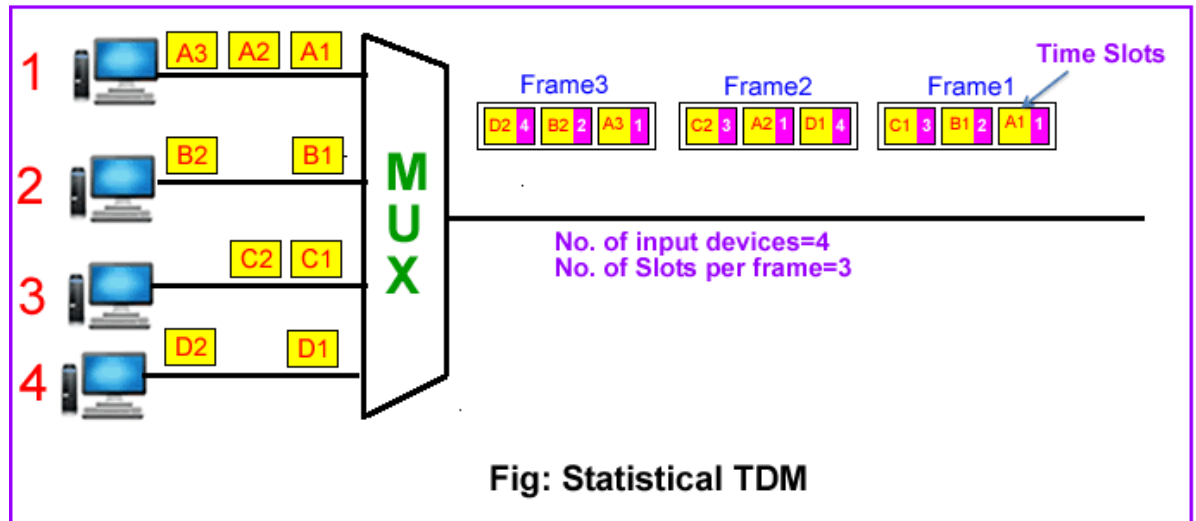 1
A3 A2 A1
Time Slots
Frame3 Frame2 Frame1
D2 4 B2 2 A3 1 C2 3 A2 1 D1 4 C1 3 B1 2 A1 1
2
B2 B1
MUX
No. of input devices=4
No. of Slots per frame=3
3
C2 C1
4
D2 D1
Fig: Statistical TDM